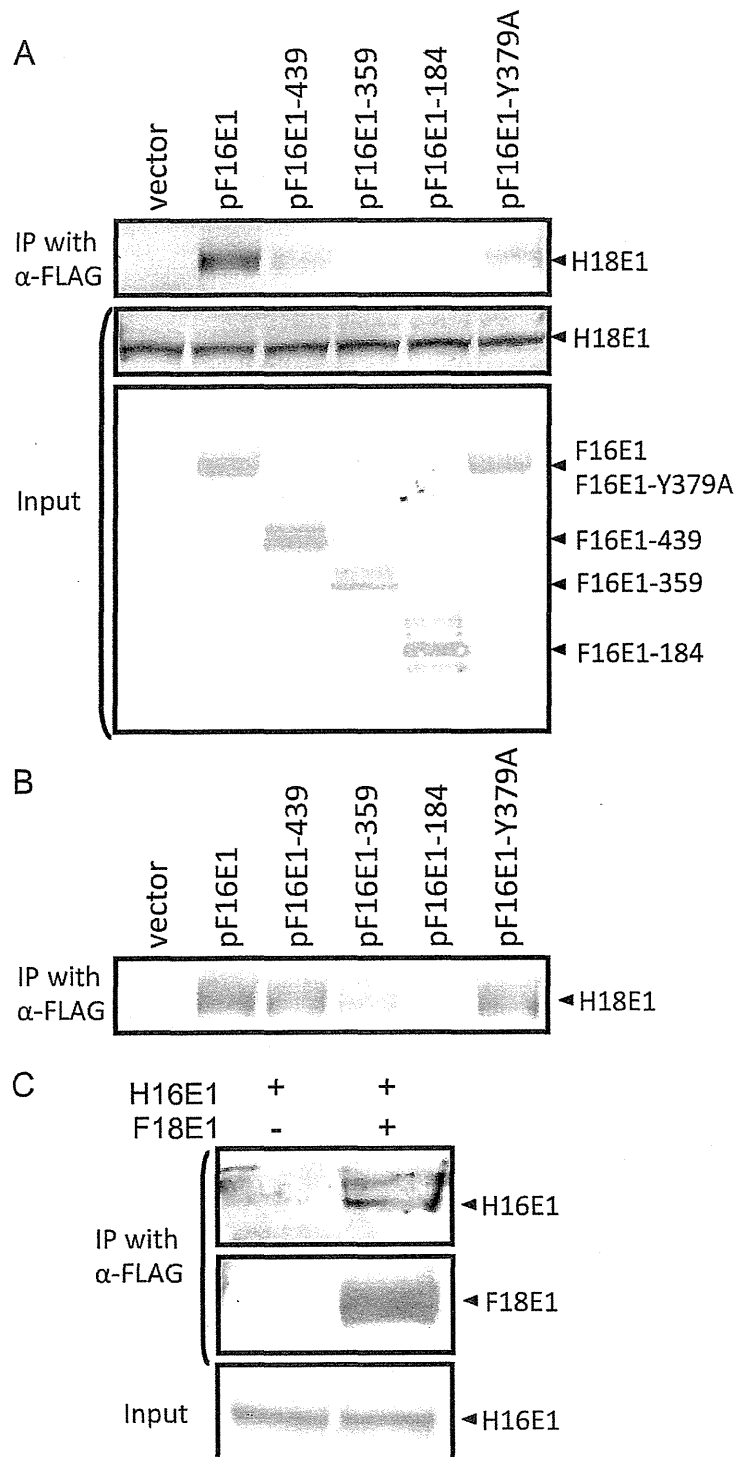 A
vector
pF16E1
pF16E1-439
pF16E1-359
pF16E1-184
pF16E1-Y379A
IP with
α-FLAG
H18E1
H18E1
Input
F16E1
F16E1-Y379A
F16E1-439
F16E1-359
F16E1-184
B
vector
pF16E1
pF16E1-439
pF16E1-359
pF16E1-184
pF16E1-Y379A
IP with
α-FLAG
H18E1
C
H16E1 + +
F18E1 - +
IP with
α-FLAG
H16E1
F18E1
Input
H16E1